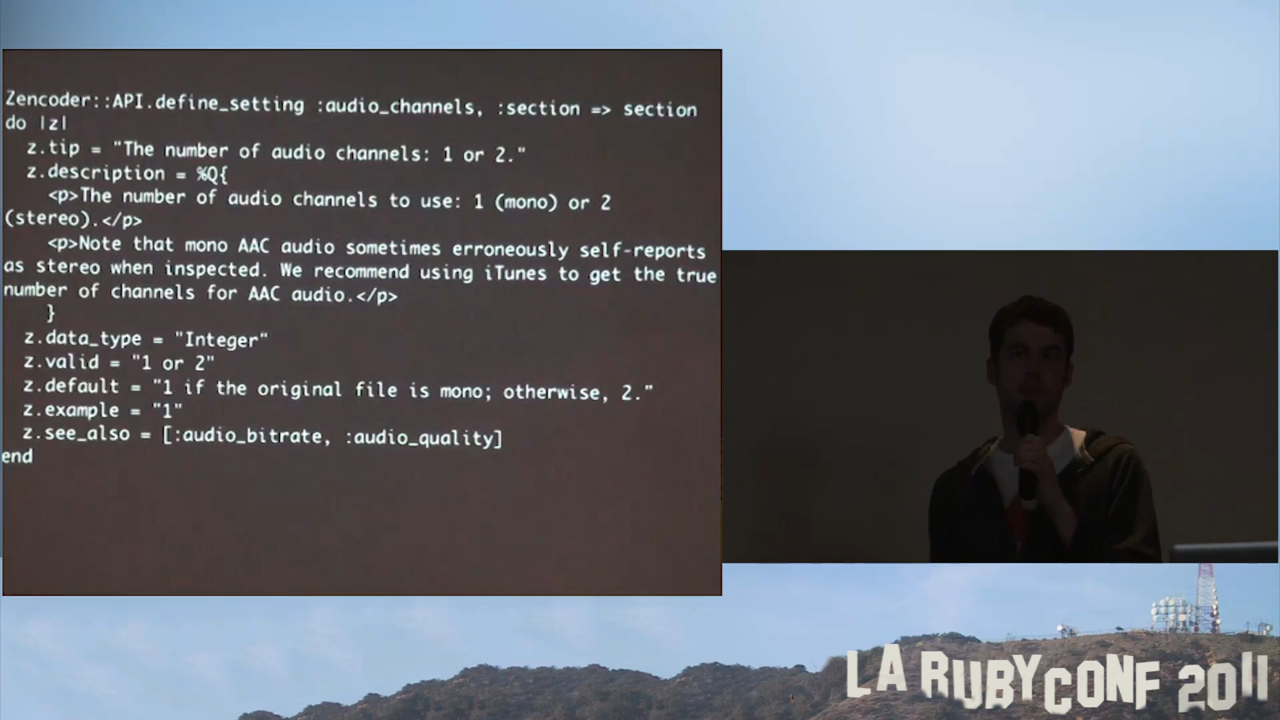 Zencoder::API.define_setting :audio_channels, :section => section
do |z|
z.tip = "The number of audio channels: 1 or 2."
z.description = %Q{
<p>The number of audio channels to use: 1 (mono) or 2
(stereo).</p>
<p>Note that mono AAC audio sometimes erroneously self-reports
as stereo when inspected. We recommend using iTunes to get the true
number of channels for AAC audio.</p>
}
z.data_type = "Integer"
z.valid = "1 or 2"
z.default = "1 if the original file is mono; otherwise, 2."
z.example = "1"
z.see_also = [:audio_bitrate, :audio_quality]
end
LA RUBYCONF 2011